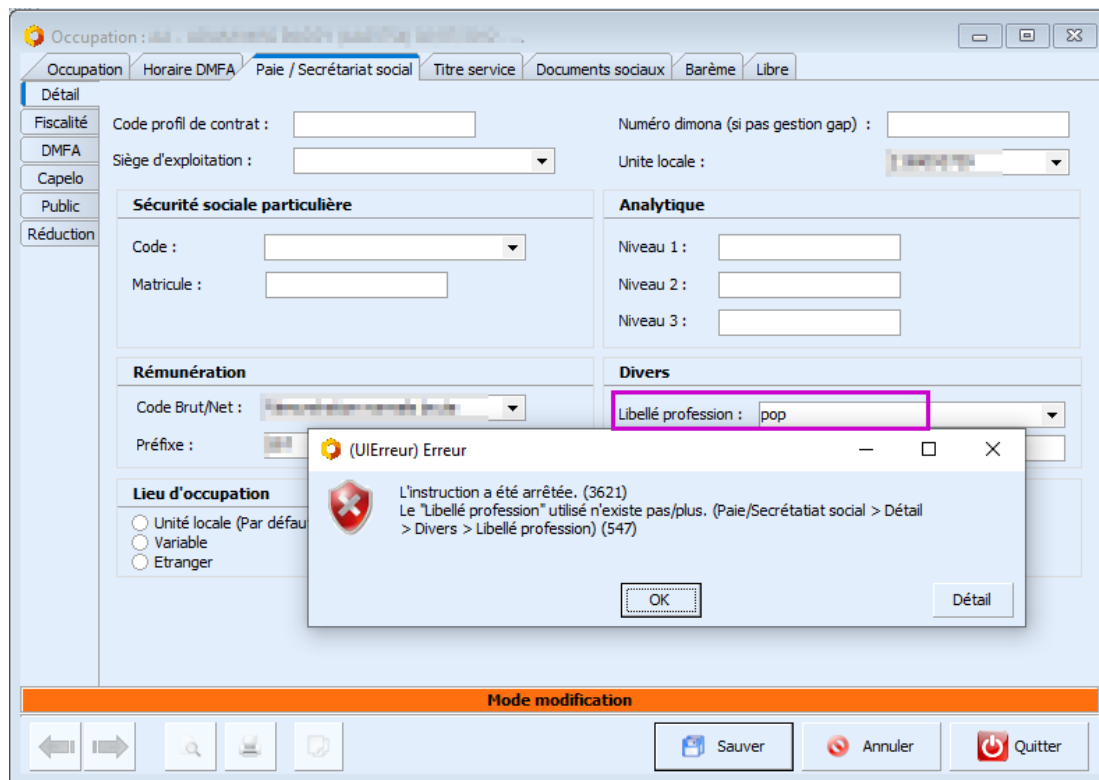 Occupation :
Occupation Horaire DMFA Paie / Secrétariat social Titre service Documents sociaux Barème Libre
Détail
Fiscalité
DMFA
Capelo
Public
Réduction
Code profil de contrat :
Numéro dimona (si pas gestion gap) :
Siège d'exploitation :
Unite locale :
Sécurité sociale particulière
Analytique
Code :
Niveau 1 :
Matricule :
Niveau 2 :
Niveau 3 :
Rémunération
Divers
Code Brut/Net :
Libellé profession : pop
Préfixe :
(UIErreur) Erreur
L'instruction a été arrêtée. (3621)
Le "Libellé profession" utilisé n'existe pas/plus. (Paie/Secrétatiat social > Détail
> Divers > Libellé profession) (547)
OK
Détail
Lieu d'occupation
Unité locale (Par défau
Variable
Etranger
Mode modification
Sauver
Annuler
Quitter